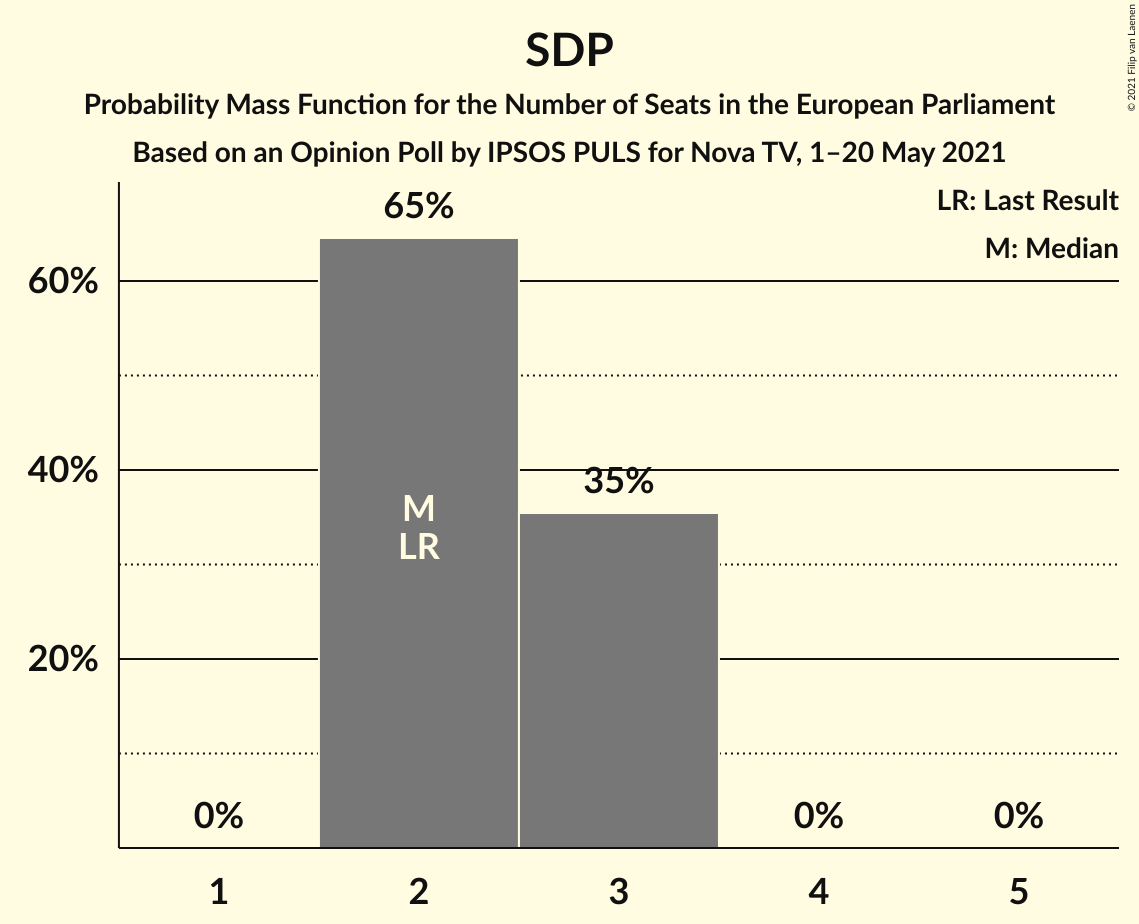 SDP
Probability Mass Function for the Number of Seats in the European Parliament
Based on an Opinion Poll by IPSOS PULS for Nova TV, 1–20 May 2021
© 2021 Filip van Laenen
LR: Last Result
M: Median
65%
60%
40%
35%
M
LR
20%
0%
0%
0%
1
2
3
4
5